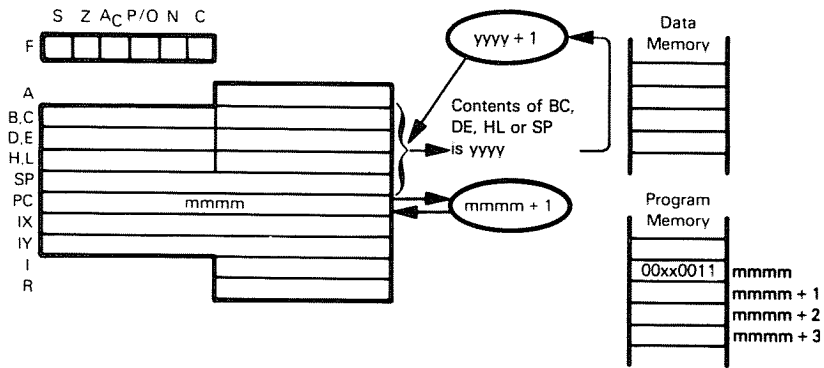 S Z AC P/O N C
F
A
B,C
D,E
H,L
SP
PC
IX
IY
I
R
mmmm
yyyy + 1
Contents of BC,
DE, HL or SP
is yyyy
mmmm + 1
Data
Memory
Program
Memory
00xx0011 mmmm
mmmm + 1
mmmm + 2
mmmm + 3